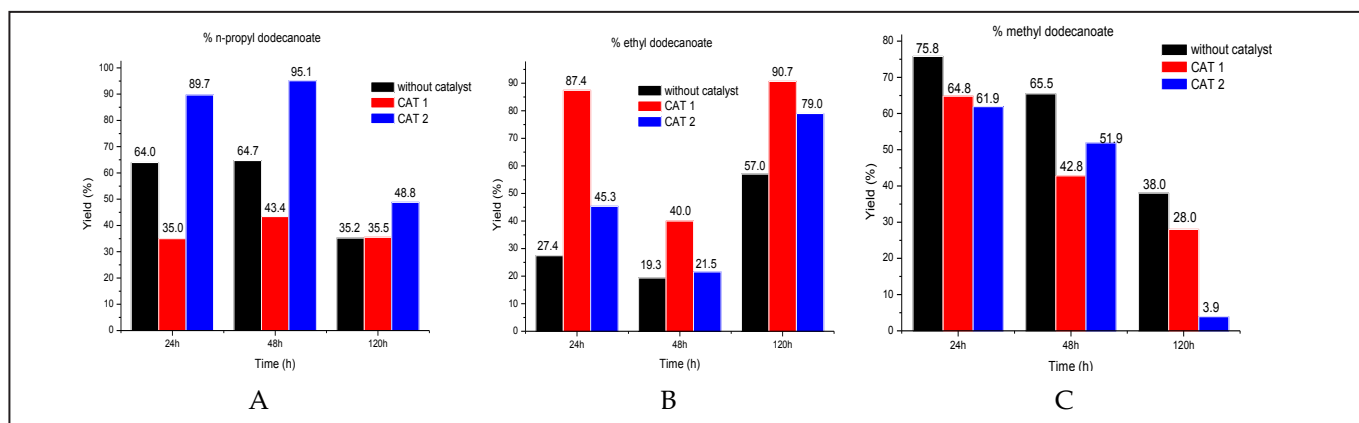 % n-propyl dodecanoate
100
90
80
70
60
50
40
30
20
10
0
Yield (%)
without catalyst
CAT 1
CAT 2
64.0
35.0
89.7
64.7
43.4
95.1
35.2
35.5
48.8
24h
48h
120h
Time (h)
A
% ethyl dodecanoate
90
80
70
60
50
40
30
20
10
0
Yield (%)
without catalyst
CAT 1
CAT 2
27.4
87.4
45.3
19.3
40.0
21.5
57.0
90.7
79.0
24h
48h
120h
Time (h)
B
% methyl dodecanoate
80
70
60
50
40
30
20
10
0
Yield (%)
without catalyst
CAT 1
CAT 2
75.8
64.8
61.9
65.5
42.8
51.9
38.0
28.0
3.9
24h
48h
120h
Time (h)
C